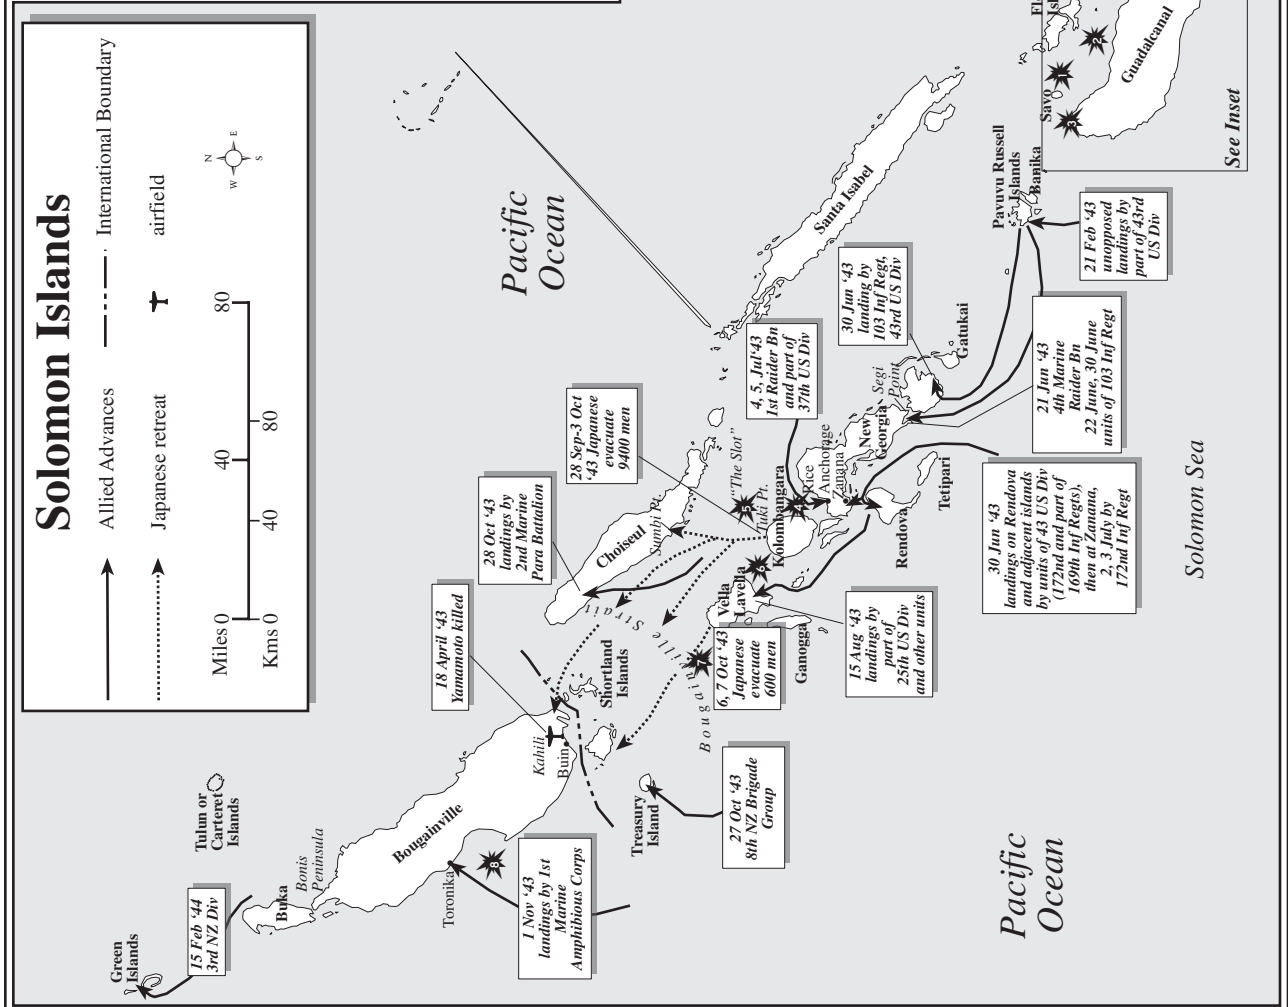 Solomon Islands
Allied Advances
International Boundary
Japanese retreat
airfield
Miles 0
40
80
Kms 0
40
80
N
E
S
W
Pacific
Ocean
Green
Islands
15 Feb ‘44
3rd NZ Div
Buka
Bonis
Peninsula
Tulun or
Carteret
Islands
Bougainville
Toronika
8
1 Nov ‘43
landings by 1st
Marine
Amphibious Corps
Kahili
Buin
18 April ‘43
Yamamoto killed
Shortland
Islands
Treasury
Island
27 Oct ‘43
8th NZ Brigade
Group
Bougainville Strait
7
28 Oct ‘43
landings by
2nd Marine
Para Battalion
Choiseul
Sumbi Pt.
28 Sep-3 Oct
‘43 Japanese
evacuate
9400 men
“The Slot”
5
Tuki Pt.
Kolombangara
6
Vella
Lavella
6, 7 Oct ‘43
Japanese
evacuate
600 men
Ganogga
15 Aug ‘43
landings by
part of
25th US Div
and other units
4, 5, Jul‘43
1st Raider Bn
and part of
37th US Div
Rice
Anchorage
Zanana
New
Georgia
Segi
Point
Rendova
Tetipari
30 Jun ‘43
landings on Rendova
and adjacent islands
by units of 43 US Div
(172nd and part of
169th Inf Regts),
then at Zanana,
2, 3 July by
172nd Inf Regt
30 Jun ‘43
landing by
103 Inf Regt,
43rd US Div
Gatukai
21 Jun ‘43
4th Marine
Raider Bn
22 June, 30 June
units of 103 Inf Regt
Santa Isabel
Pavuvu Russell
Islands
Banika
21 Feb ‘43
unopposed
landings by
part of 43rd
US Div
Savo
1
2
3
Guadalcanal
See Inset
Solomon Sea
Pacific
Ocean